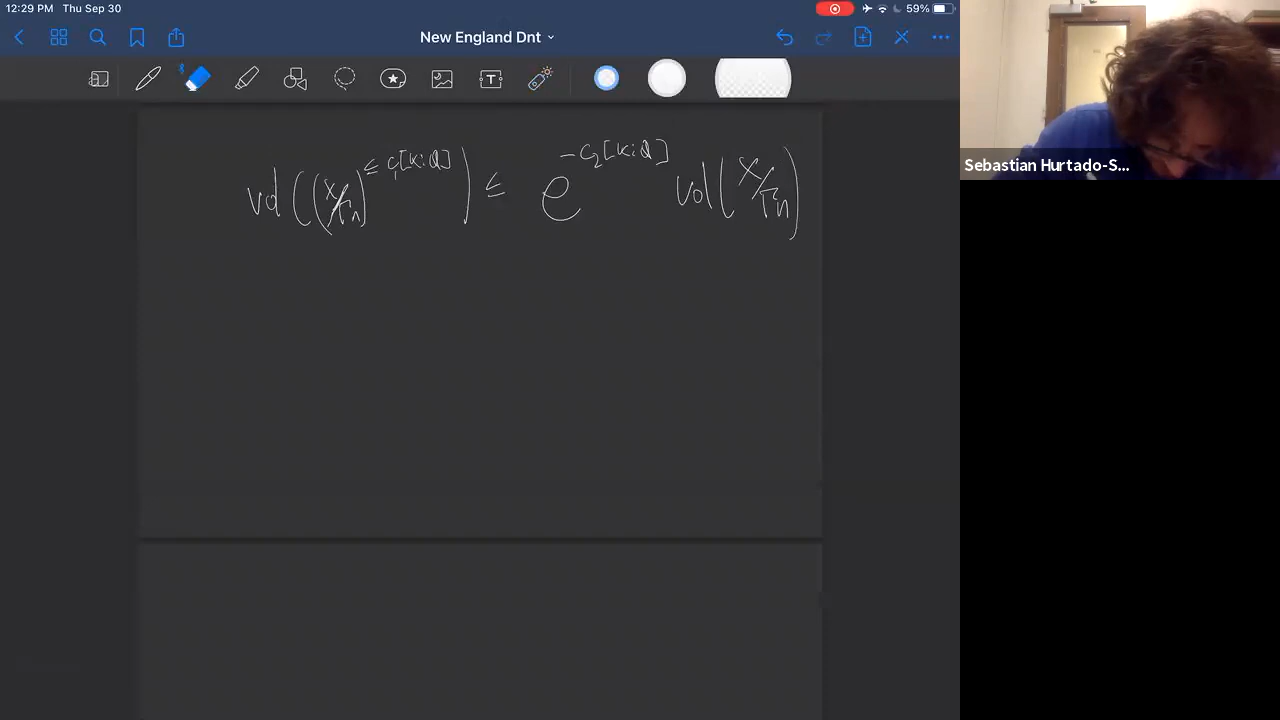 12:29 PM Thu Sep 30
59%
New England Dnt
T
vol((X/Γn)^{≤ C₁[K:Q]}) ≤ e^{-C₂[K:Q]} vol(X/Γn)
Sebastian Hurtado-S...